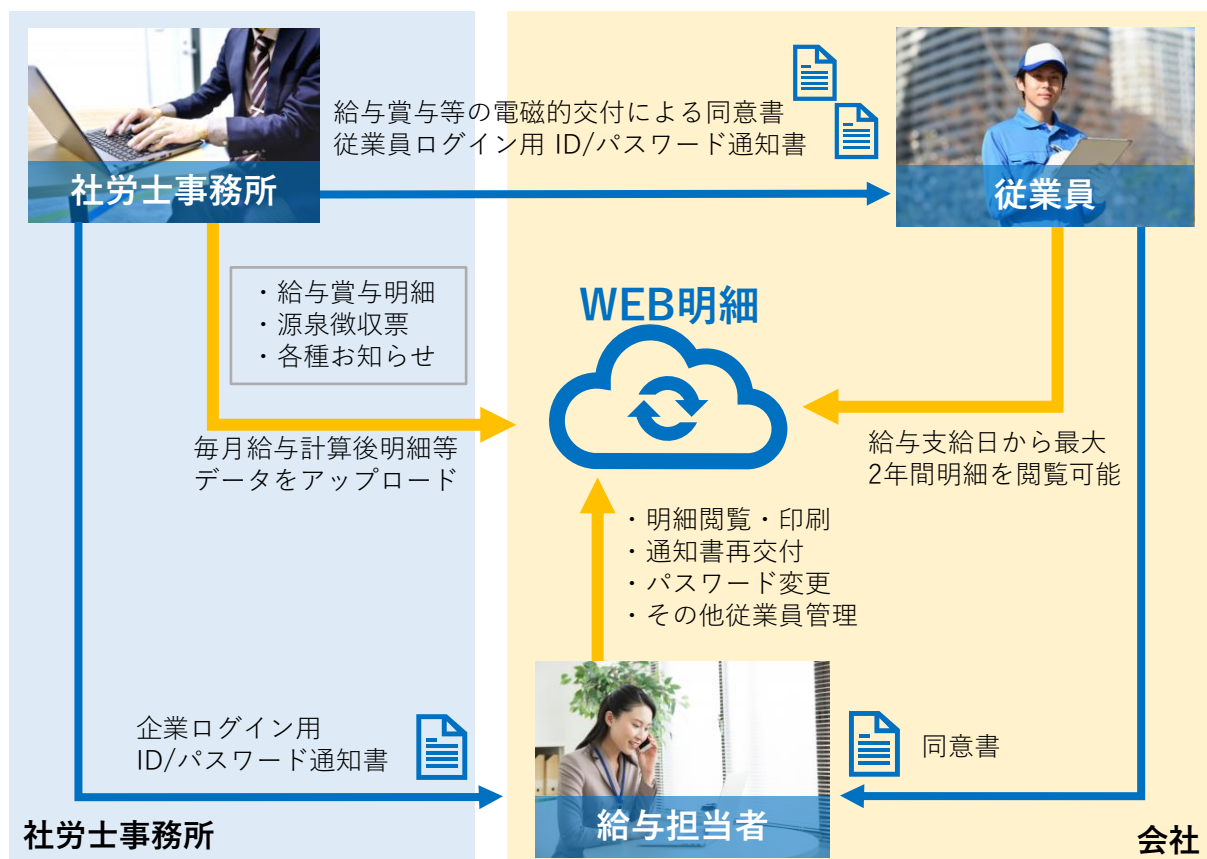 給与賞与等の電磁的交付による同意書
従業員ログイン用 ID/パスワード通知書
社労士事務所
従業員
・給与賞与明細
・源泉徴収票
・各種お知らせ
WEB明細
毎月給与計算後明細等
データをアップロード
給与支給日から最大
2年間明細を閲覧可能
・明細閲覧・印刷
・通知書再交付
・パスワード変更
・その他従業員管理
企業ログイン用
ID/パスワード通知書
同意書
給与担当者
社労士事務所
会社